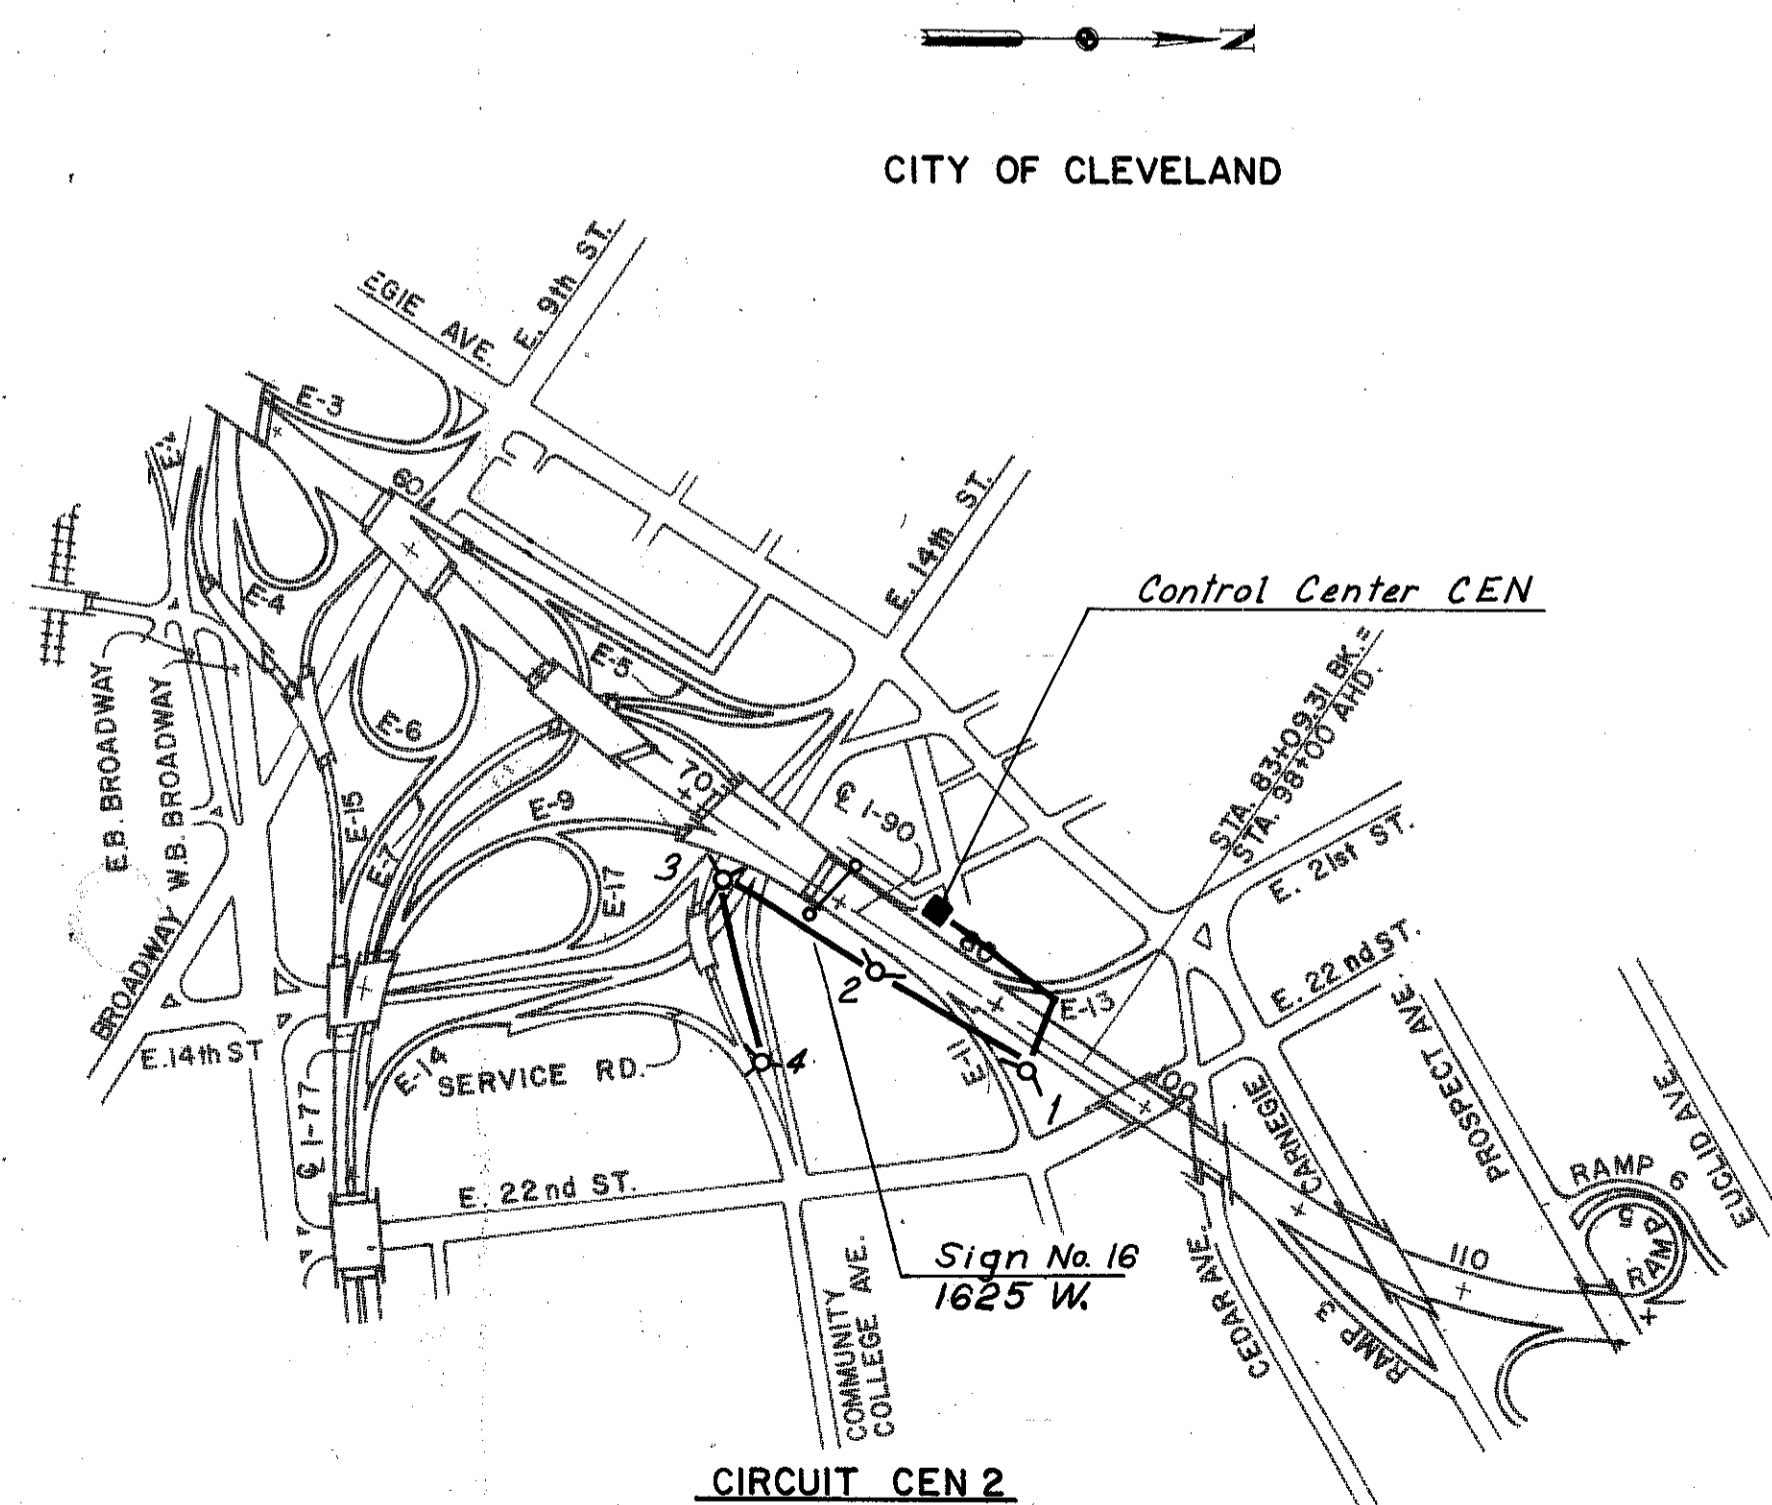 N
CITY OF CLEVELAND
E. 9th ST.
EGIE AVE.
E-3
60
E. 14th ST.
E-4
Control Center CEN
E-5
STA. 83+09.31 BK.=
STA. 98+00 AHD.
E.B. BROADWAY
W.B. BROADWAY
E-6
70
E-15
E-7
E-9
₵ I-90
E. 21st ST.
3
E-17
80
E. 22nd ST.
BROADWAY
2
E-13
PROSPECT AVE.
E. 14th ST
E-14
SERVICE RD.
4
E-11
1
100
CARNEGIE
EUCLID AVE.
₵ I-77
E. 22nd ST.
RAMP 6
RAMP 5
Sign No. 16
1625 W.
110
COMMUNITY
COLLEGE AVE.
CEDAR AVE.
RAMP 3
CIRCUIT CEN 2